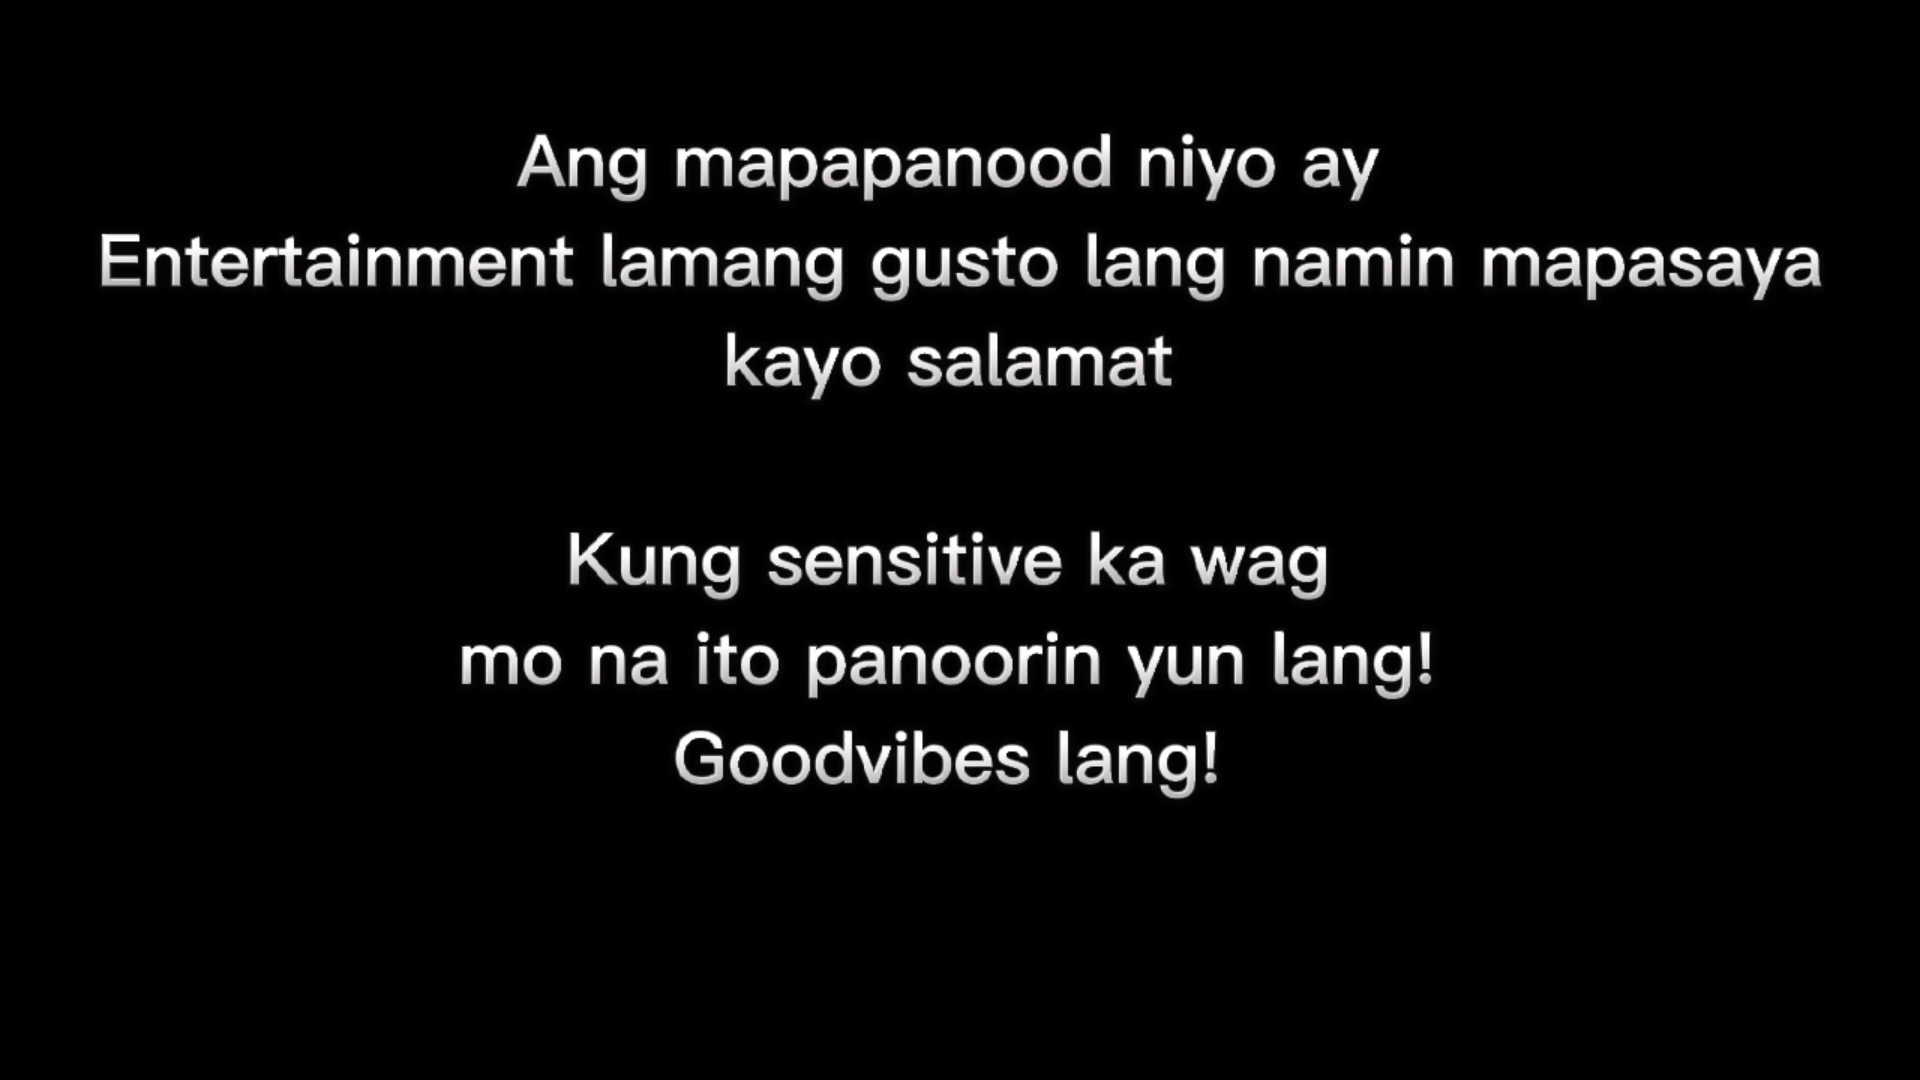 Ang mapapanood niyo ay
Entertainment lamang gusto lang namin mapasaya
kayo salamat
Kung sensitive ka wag
mo na ito panoorin yun lang!
Goodvibes lang!